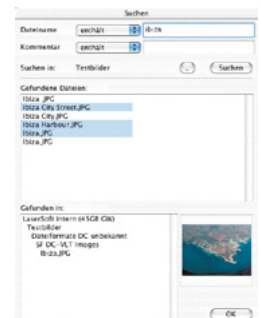 Suchen
Dateiname enthält ibiza
Kommentar enthält
Suchen in: Testbilder Suchen
Gefundene Dateien:
Ibiza .JPG
Ibiza City Street.JPG
Ibiza City.JPG
Ibiza Harbour.JPG
Ibiza.JPG
Ibiza,JPG
Gefunden in:
LaserSoft Intern
Testbilder
Dateiformate DC unbekannt
SF DC-VLT Images
Ibiza.JPG
OK